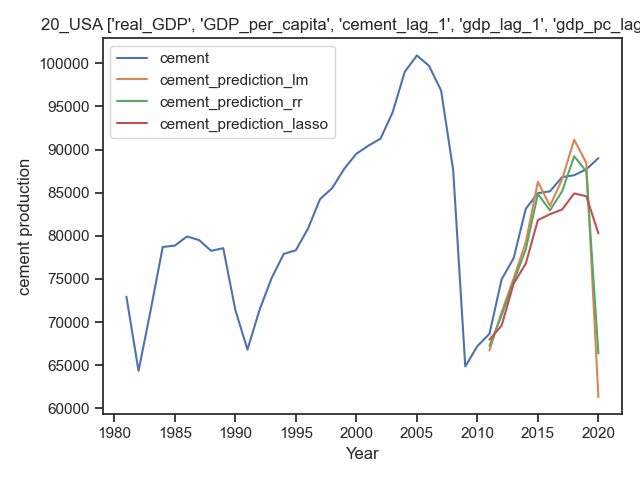 20_USA ['real_GDP', 'GDP_per_capita', 'cement_lag_1', 'gdp_lag_1', 'gdp_pc_lag
cement
cement_prediction_lm
cement_prediction_rr
cement_prediction_lasso
cement production
100000
95000
90000
85000
80000
75000
70000
65000
60000
1980 1985 1990 1995 2000 2005 2010 2015 2020
Year